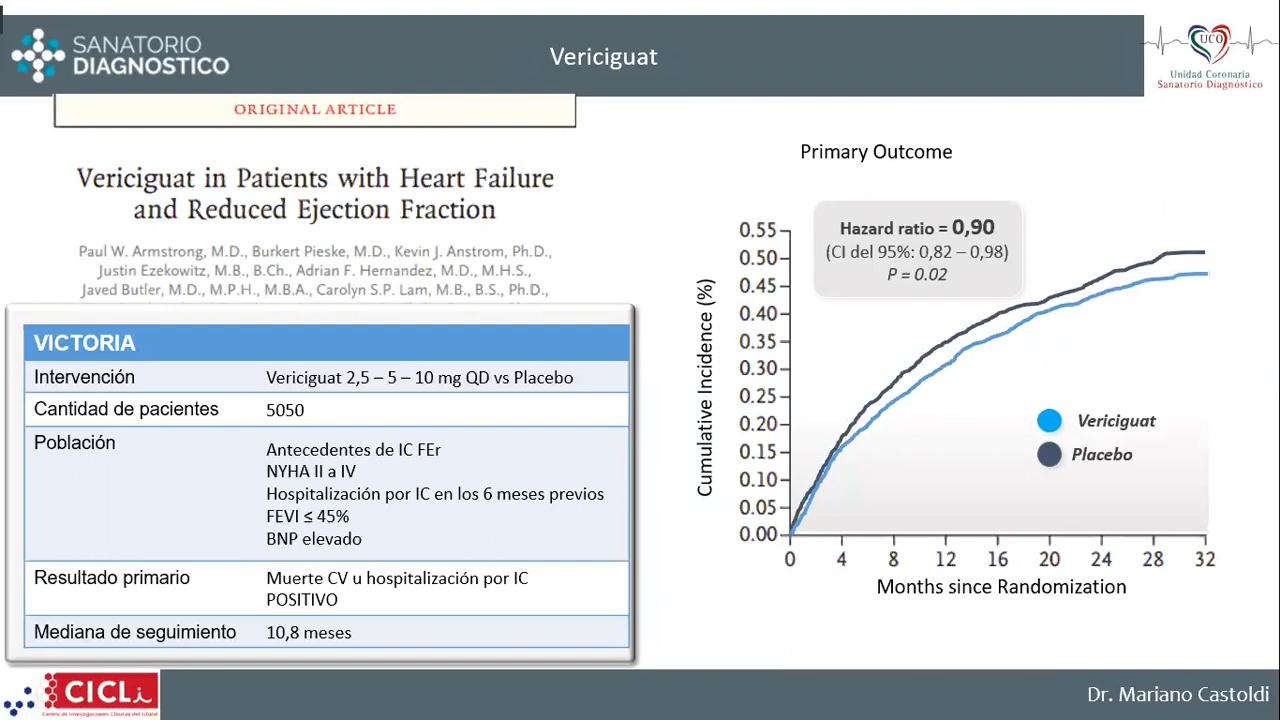 SANATORIO
DIAGNOSTICO
Vericiguat
UCO
Unidad Coronaria
Sanatorio Diagnóstico
ORIGINAL ARTICLE
Vericiguat in Patients with Heart Failure
and Reduced Ejection Fraction
Paul W. Armstrong, M.D., Burkert Pieske, M.D., Kevin J. Anstrom, Ph.D.,
Justin Ezekowitz, M.B., B.Ch., Adrian F. Hernandez, M.D., M.H.S.,
Javed Butler, M.D., M.P.H., M.B.A., Carolyn S.P. Lam, M.B., B.S., Ph.D.,
VICTORIA
Intervención Vericiguat 2,5 – 5 – 10 mg QD vs Placebo
Cantidad de pacientes 5050
Población Antecedentes de IC FEr
NYHA II a IV
Hospitalización por IC en los 6 meses previos
FEVI ≤ 45%
BNP elevado
Resultado primario Muerte CV u hospitalización por IC
POSITIVO
Mediana de seguimiento 10,8 meses
Primary Outcome
Hazard ratio = 0,90
(CI del 95%: 0,82 – 0,98)
P = 0.02
Cumulative Incidence (%)
0.55
0.50
0.45
0.40
0.35
0.30
0.25
0.20
0.15
0.10
0.05
0.00
Vericiguat
Placebo
0 4 8 12 16 20 24 28 32
Months since Randomization
CICLi
Centro de Investigaciones Clínicas del Litoral
Dr. Mariano Castoldi